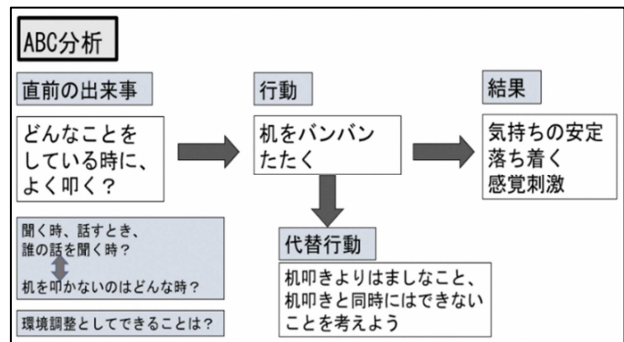 ABC分析
直前の出来事
どんなことを
している時に、
よく叩く？
聞く時、話すとき、
誰の話を聞く時？
机を叩かないのはどんな時？
環境調整としてできることは？
行動
机をバンバン
たたく
代替行動
机叩きよりはましなこと、
机叩きと同時にはできない
ことを考えよう
結果
気持ちの安定
落ち着く
感覚刺激